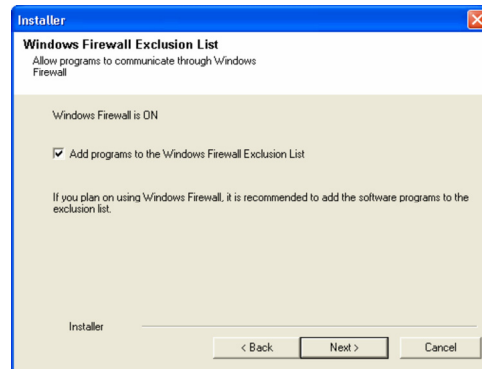 Installer
Windows Firewall Exclusion List
Allow programs to communicate through Windows
Firewall
Windows Firewall is ON
Add programs to the Windows Firewall Exclusion List
If you plan on using Windows Firewall, it is recommended to add the software programs to the
exclusion list.
Installer
< Back
Next >
Cancel